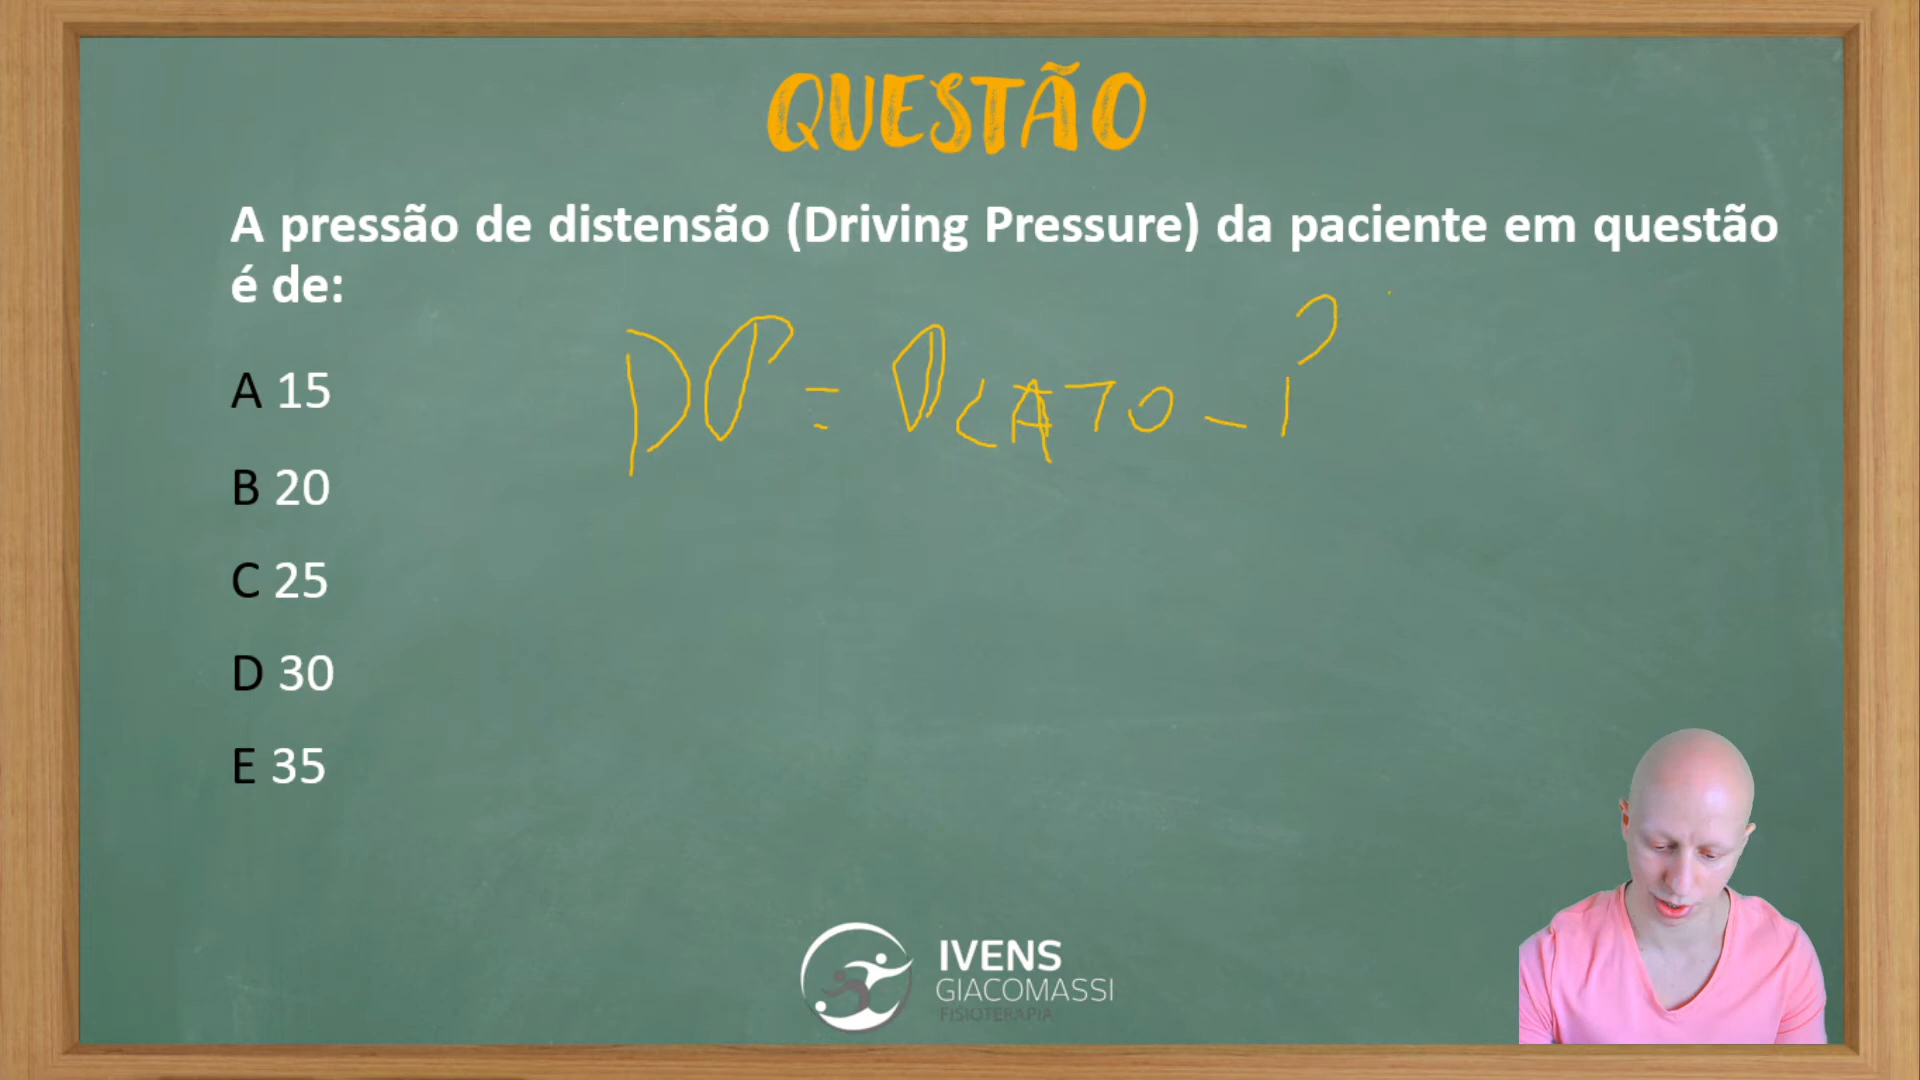 QUESTÃO
A pressão de distensão (Driving Pressure) da paciente em questão
é de:
DP = PLATO - P
A 15
B 20
C 25
D 30
E 35
IVENS
GIACOMASSI
FISIOTERAPIA